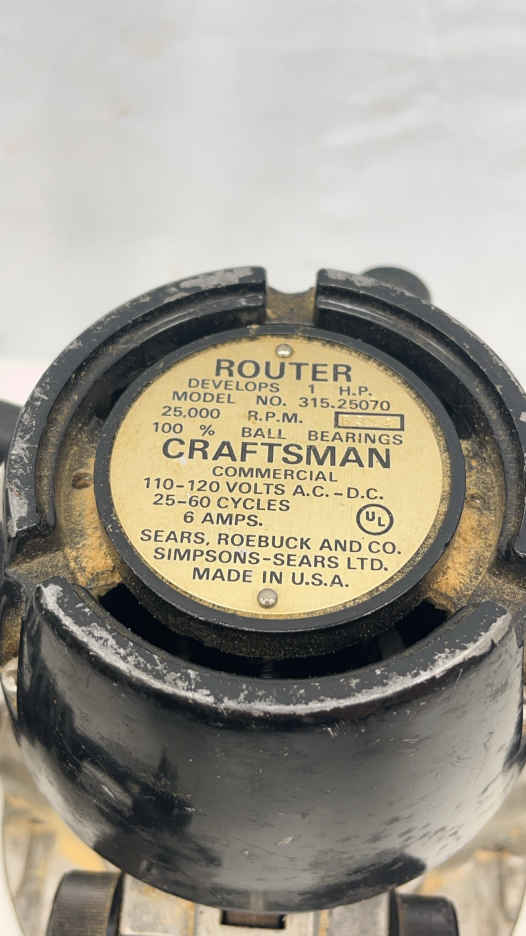 ROUTER
DEVELOPS 1 H.P.
MODEL NO. 315.25070
25,000 R.P.M.
100 % BALL BEARINGS
CRAFTSMAN
COMMERCIAL
110-120 VOLTS A.C.-D.C.
25-60 CYCLES
6 AMPS.
UL
SEARS, ROEBUCK AND CO.
SIMPSONS-SEARS LTD.
MADE IN U.S.A.